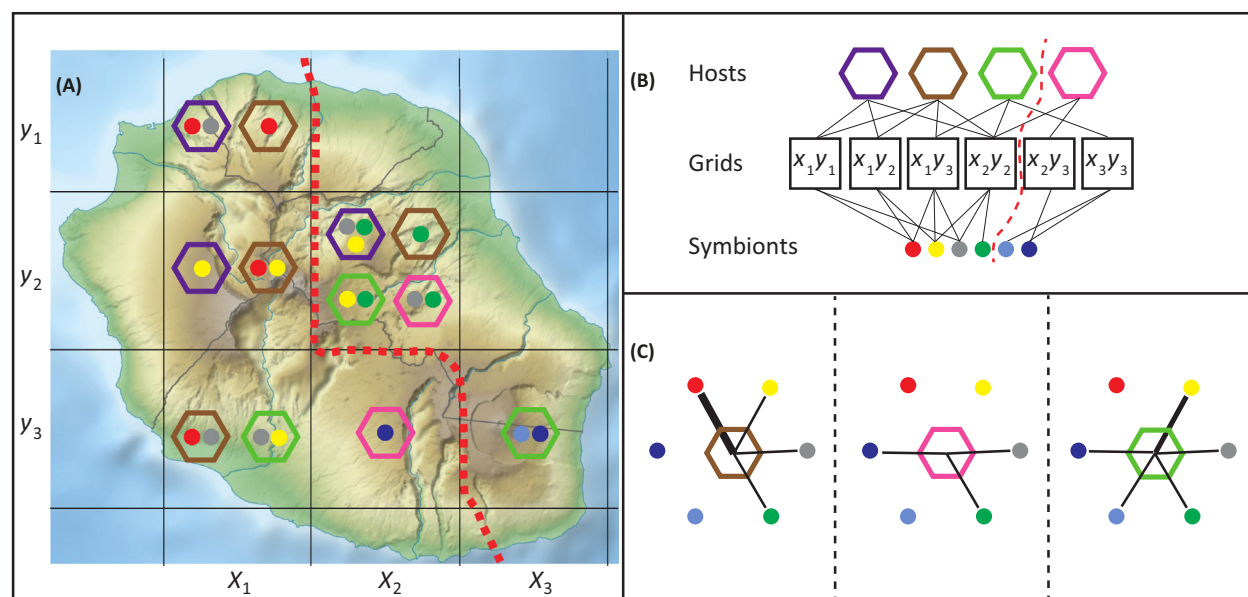 (A)
y₁
y₂
y₃
X₁ X₂ X₃
(B)
Hosts
Grids
x₁y₁ x₁y₂ x₁y₃ x₂y₂ x₂y₃ x₃y₃
Symbionts
(C)